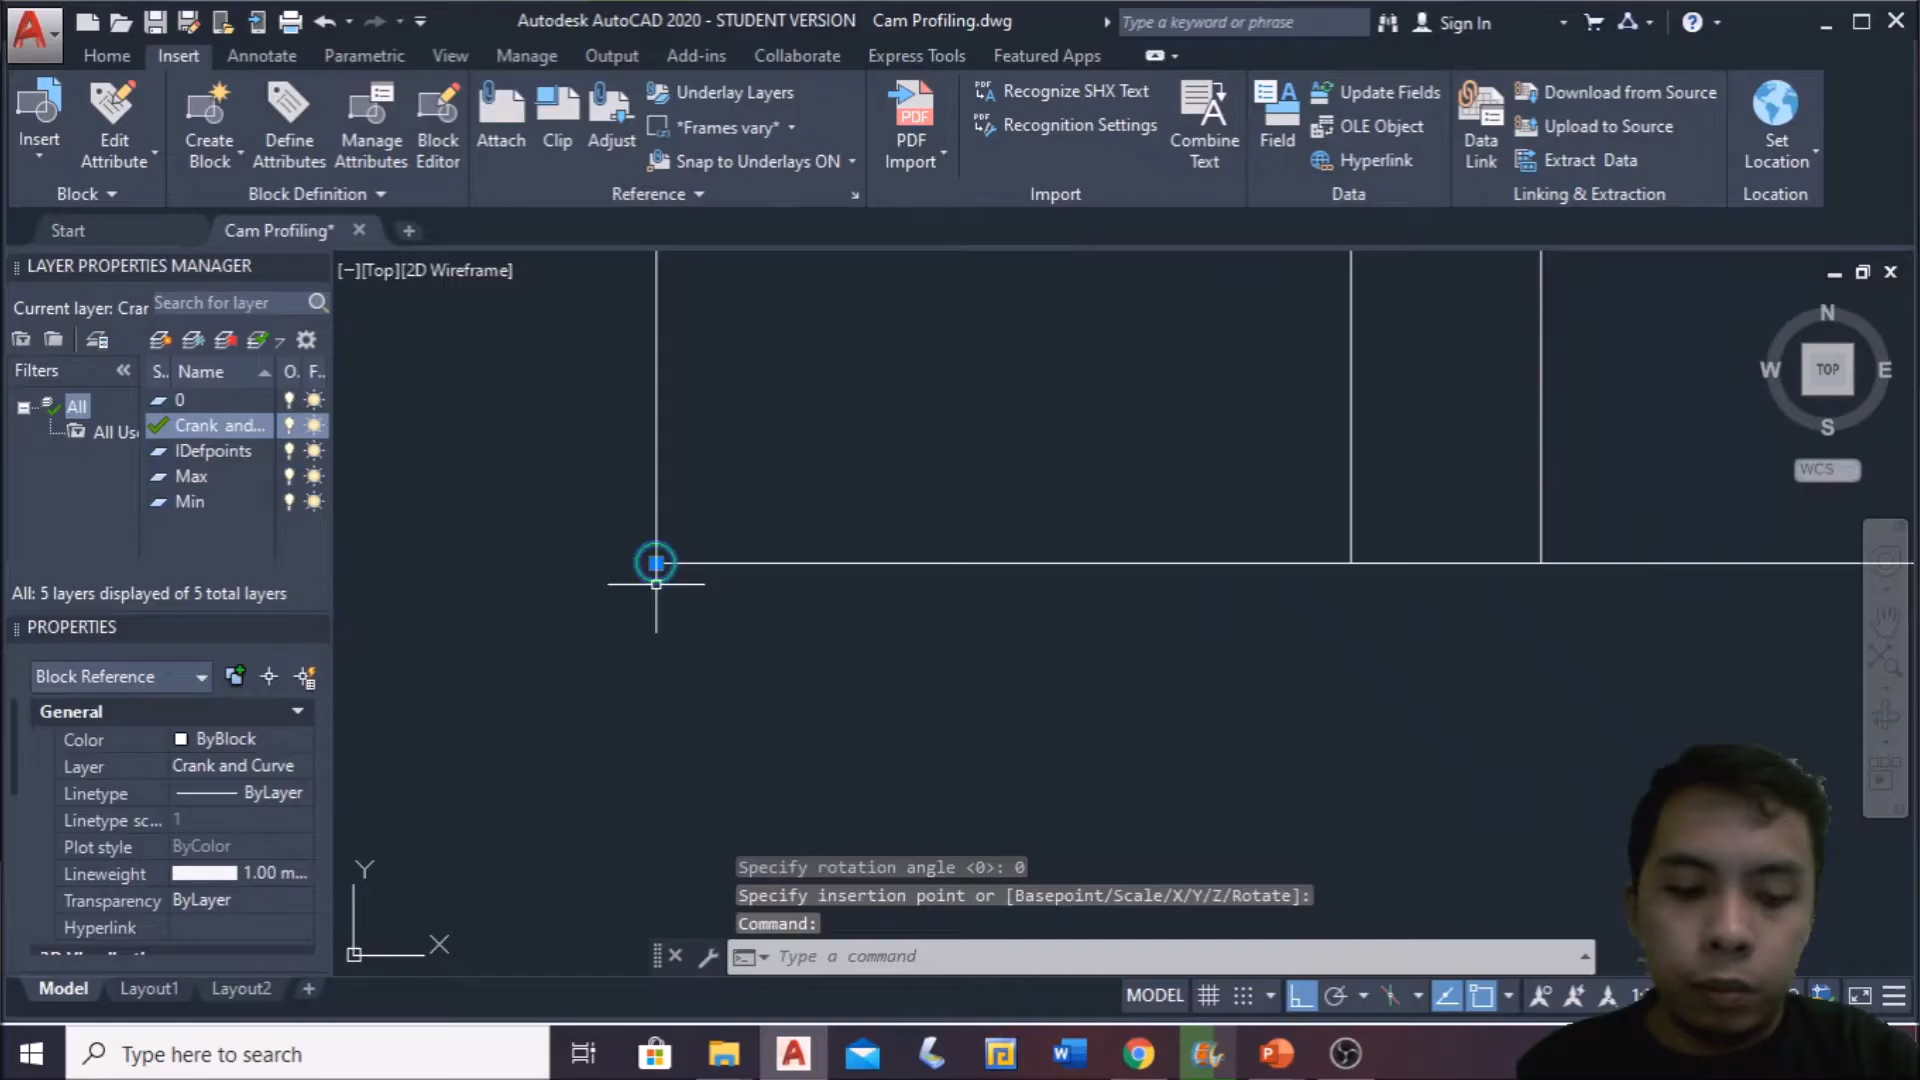 Autodesk AutoCAD 2020 - STUDENT VERSION Cam Profiling.dwg
Type a keyword or phrase
Sign In
Home Insert Annotate Parametric View Manage Output Add-ins Collaborate Express Tools Featured Apps
Insert
Edit Attribute
Create Block
Define Attributes
Manage Attributes
Block Editor
Attach
Clip
Adjust
Underlay Layers
*Frames vary*
Snap to Underlays ON
PDF Import
Recognize SHX Text
Recognition Settings
Combine Text
Field
Update Fields
OLE Object
Hyperlink
Data Link
Download from Source
Upload to Source
Extract Data
Set Location
Block
Block Definition
Reference
Import
Data
Linking & Extraction
Location
Start
Cam Profiling*
LAYER PROPERTIES MANAGER
Current layer: Crar
Search for layer
Filters
S.. Name O. F..
All
All Us
0
Crank and...
Defpoints
Max
Min
All: 5 layers displayed of 5 total layers
PROPERTIES
Block Reference
General
Color ByBlock
Layer Crank and Curve
Linetype ByLayer
Linetype sc... 1
Plot style ByColor
Lineweight 1.00 m...
Transparency ByLayer
Hyperlink
[−][Top][2D Wireframe]
N
W TOP E
S
WCS
Y
X
Specify rotation angle <0>: 0
Specify insertion point or [Basepoint/Scale/X/Y/Z/Rotate]:
Command:
Type a command
Model Layout1 Layout2
MODEL
Type here to search